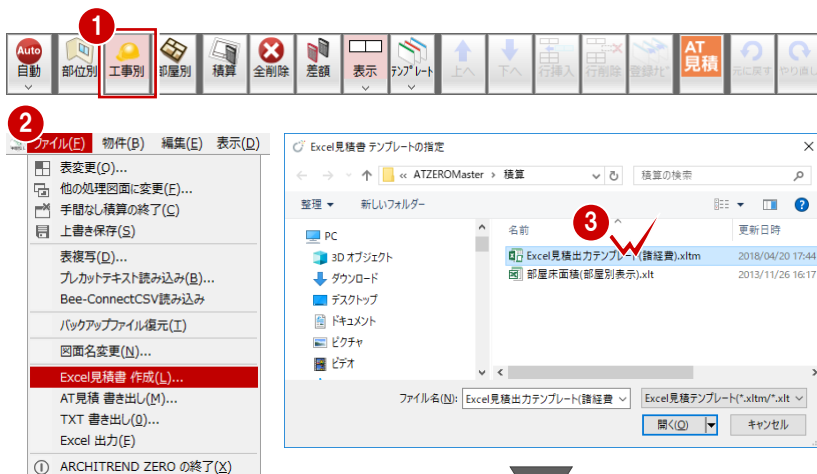 1
Auto
自動
部位別
工事別
部屋別
積算
全削除
差額
表示
ﾃﾝﾌﾟﾚｰﾄ
上へ
下へ
行挿入
行削除
登録ﾅﾋﾞ
AT
見積
元に戻す
やり直し
2
ファイル(F) 物件(B) 編集(E) 表示(D)
表変更(O)...
他の処理図面に変更(F)...
手間なし積算の終了(C)
上書き保存(S)
表複写(D)...
プレカットテキスト読み込み(B)...
Bee-ConnectCSV読み込み
バックアップファイル復元(T)
図面名変更(N)...
Excel見積書 作成(L)...
AT見積 書き出し(M)...
TXT 書き出し(0)...
Excel 出力(E)
ARCHITREND ZERO の終了(X)
Excel見積書 テンプレートの指定
« ATZEROMaster › 積算
積算の検索
整理 新しいフォルダー
PC
3D オブジェクト
ダウンロード
デスクトップ
ドキュメント
ピクチャ
ビデオ
3
名前 更新日時
Excel見積出力テンプレート(諸経費).xltm 2018/04/20 17:44
部屋床面積(部屋別表示).xlt 2013/11/26 16:17
ファイル名(N): Excel見積出力テンプレート(諸経費 Excel見積テンプレート(*.xltm/*.xlt
開く(O) キャンセル